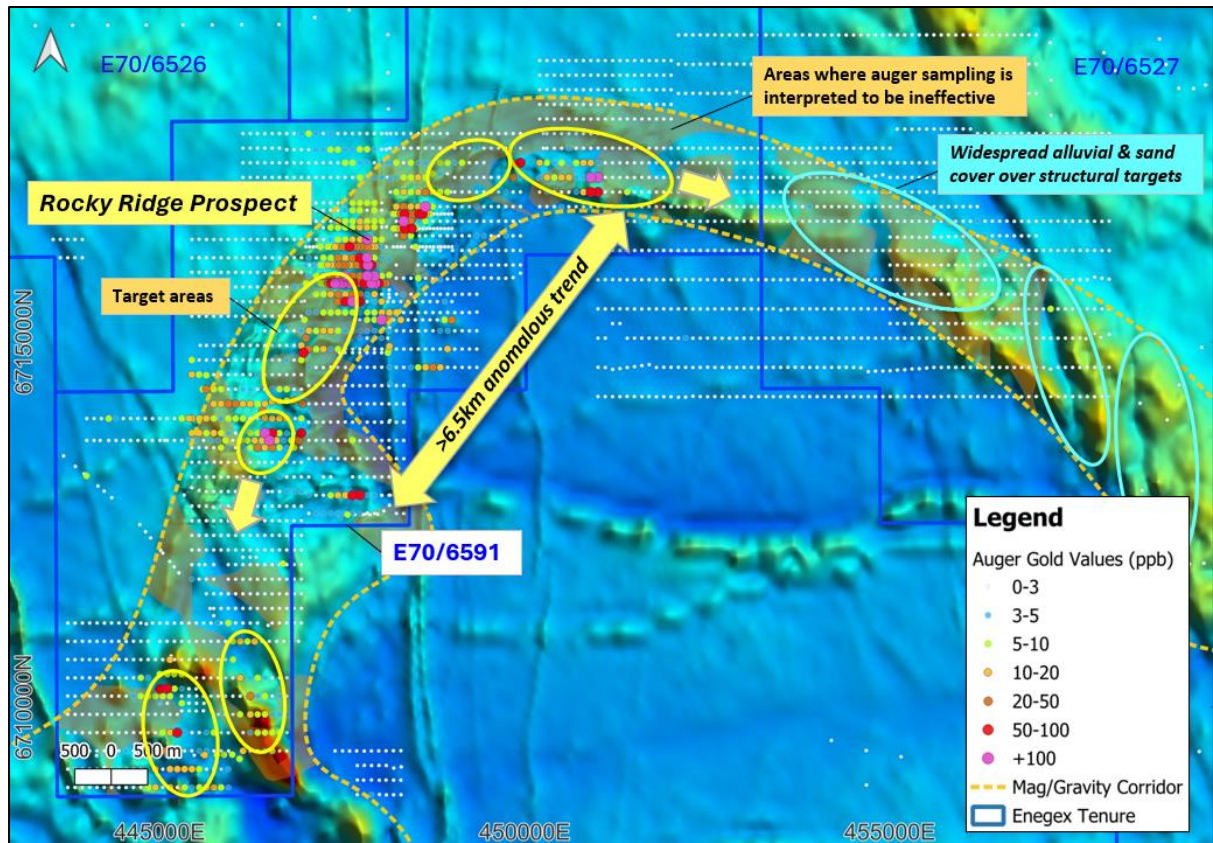 E70/6526
E70/6527
Areas where auger sampling is
interpreted to be ineffective
Widespread alluvial & sand
cover over structural targets
Rocky Ridge Prospect
Target areas
>6.5km anomalous trend
E70/6591
6715000N
6710000N
500 0 500 m
445000E
450000E
455000E
Legend
Auger Gold Values (ppb)
0-3
3-5
5-10
10-20
20-50
50-100
+100
Mag/Gravity Corridor
Enegex Tenure